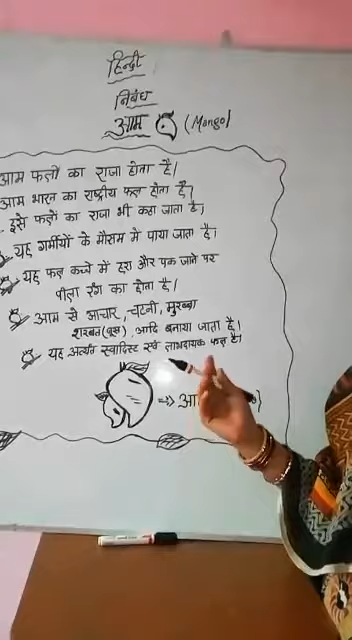 हिन्दी
निबंध
आम (Mango)
आम फलों का राजा होता है।
आम भारत का राष्ट्रीय फल होता है।
इसे फलों का राजा भी कहा जाता है।
यह गर्मीयों के मौसम में पाया जाता है।
यह फल कच्चे में हरा और पक जाने पर
पीला रंग का होता है।
आम से आचार, चटनी, मुरब्बा
शरबत (जूस), आदि बनाया जाता है।
यह अत्यंत स्वादिस्ट एवं लाभदायक फल है।
⇒ आ